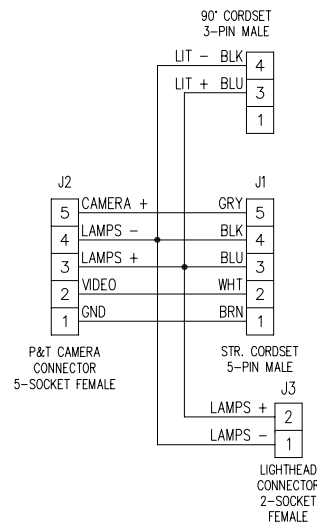 90° CORDSET
3-PIN MALE
LIT - BLK 4
LIT + BLU 3
1
J2 J1
5 CAMERA + GRY 5
4 LAMPS - BLK 4
3 LAMPS + BLU 3
2 VIDEO WHT 2
1 GND BRN 1
P&T CAMERA
CONNECTOR
5-SOCKET FEMALE
STR. CORDSET
5-PIN MALE
J3
LAMPS + 2
LAMPS - 1
LIGHTHEAD
CONNECTOR
2-SOCKET
FEMALE